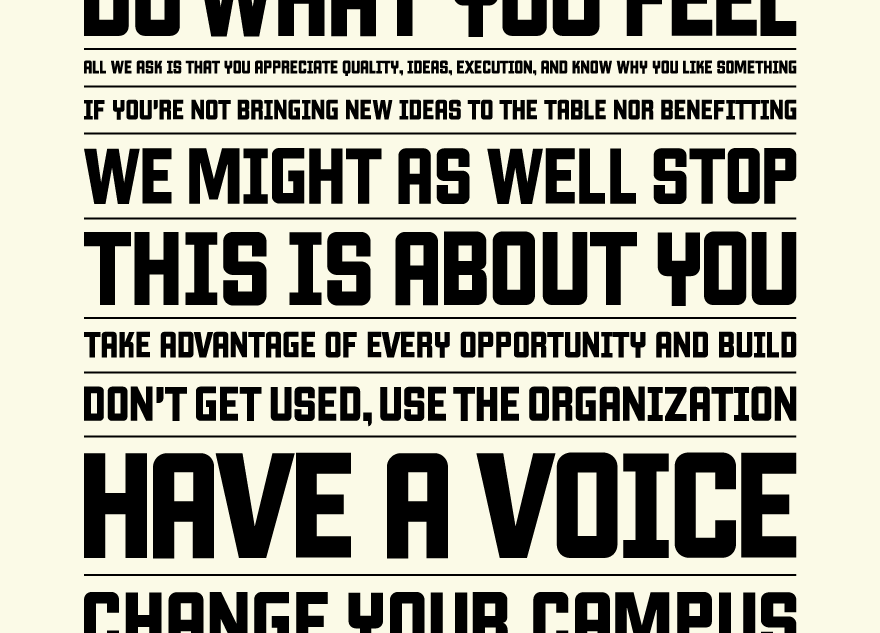 DO WHAT YOU FEEL
ALL WE ASK IS THAT YOU APPRECIATE QUALITY, IDEAS, EXECUTION, AND KNOW WHY YOU LIKE SOMETHING
IF YOU'RE NOT BRINGING NEW IDEAS TO THE TABLE NOR BENEFITTING
WE MIGHT AS WELL STOP
THIS IS ABOUT YOU
TAKE ADVANTAGE OF EVERY OPPORTUNITY AND BUILD
DON'T GET USED, USE THE ORGANIZATION
HAVE A VOICE
CHANGE YOUR CAMPUS